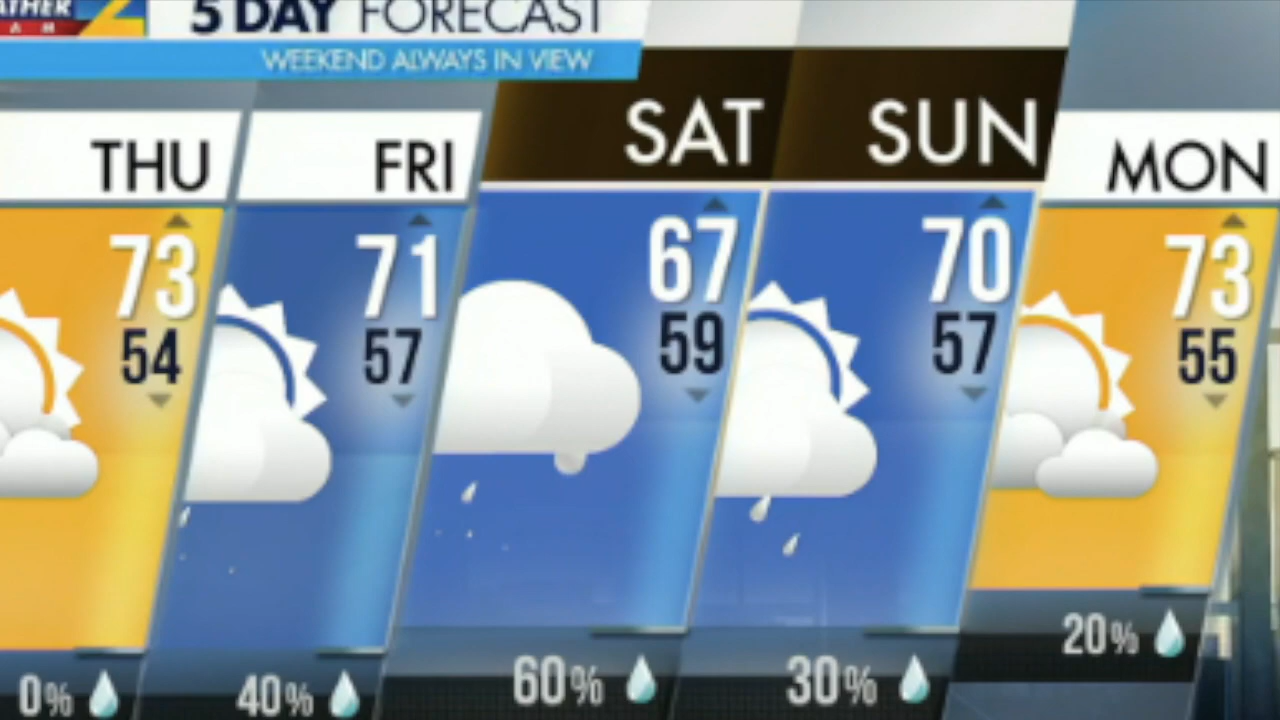 5 DAY FORECAST
WEEKEND ALWAYS IN VIEW
THU FRI SAT SUN MON
73 71 67 70 73
54 57 59 57 55
0% 40% 60% 30% 20%